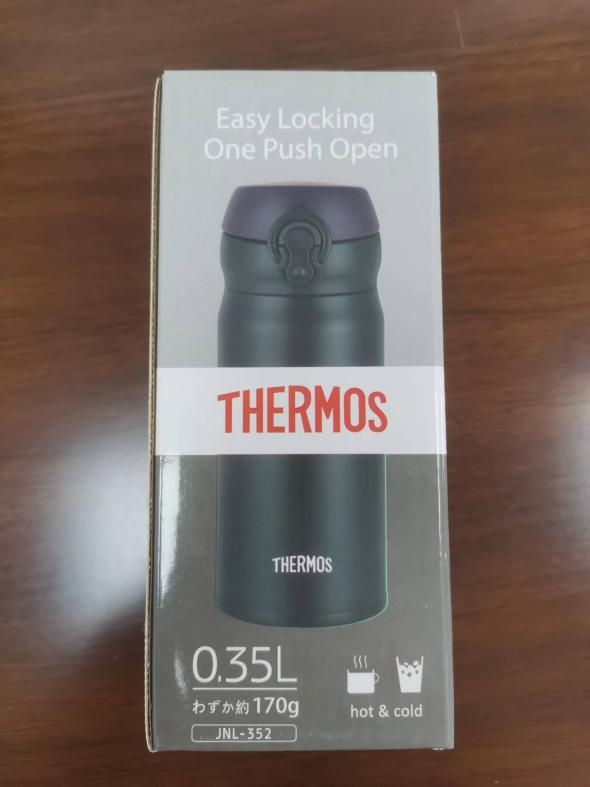 Easy Locking
One Push Open
THERMOS
THERMOS
0.35L
わずか約170g
JNL-352
hot & cold